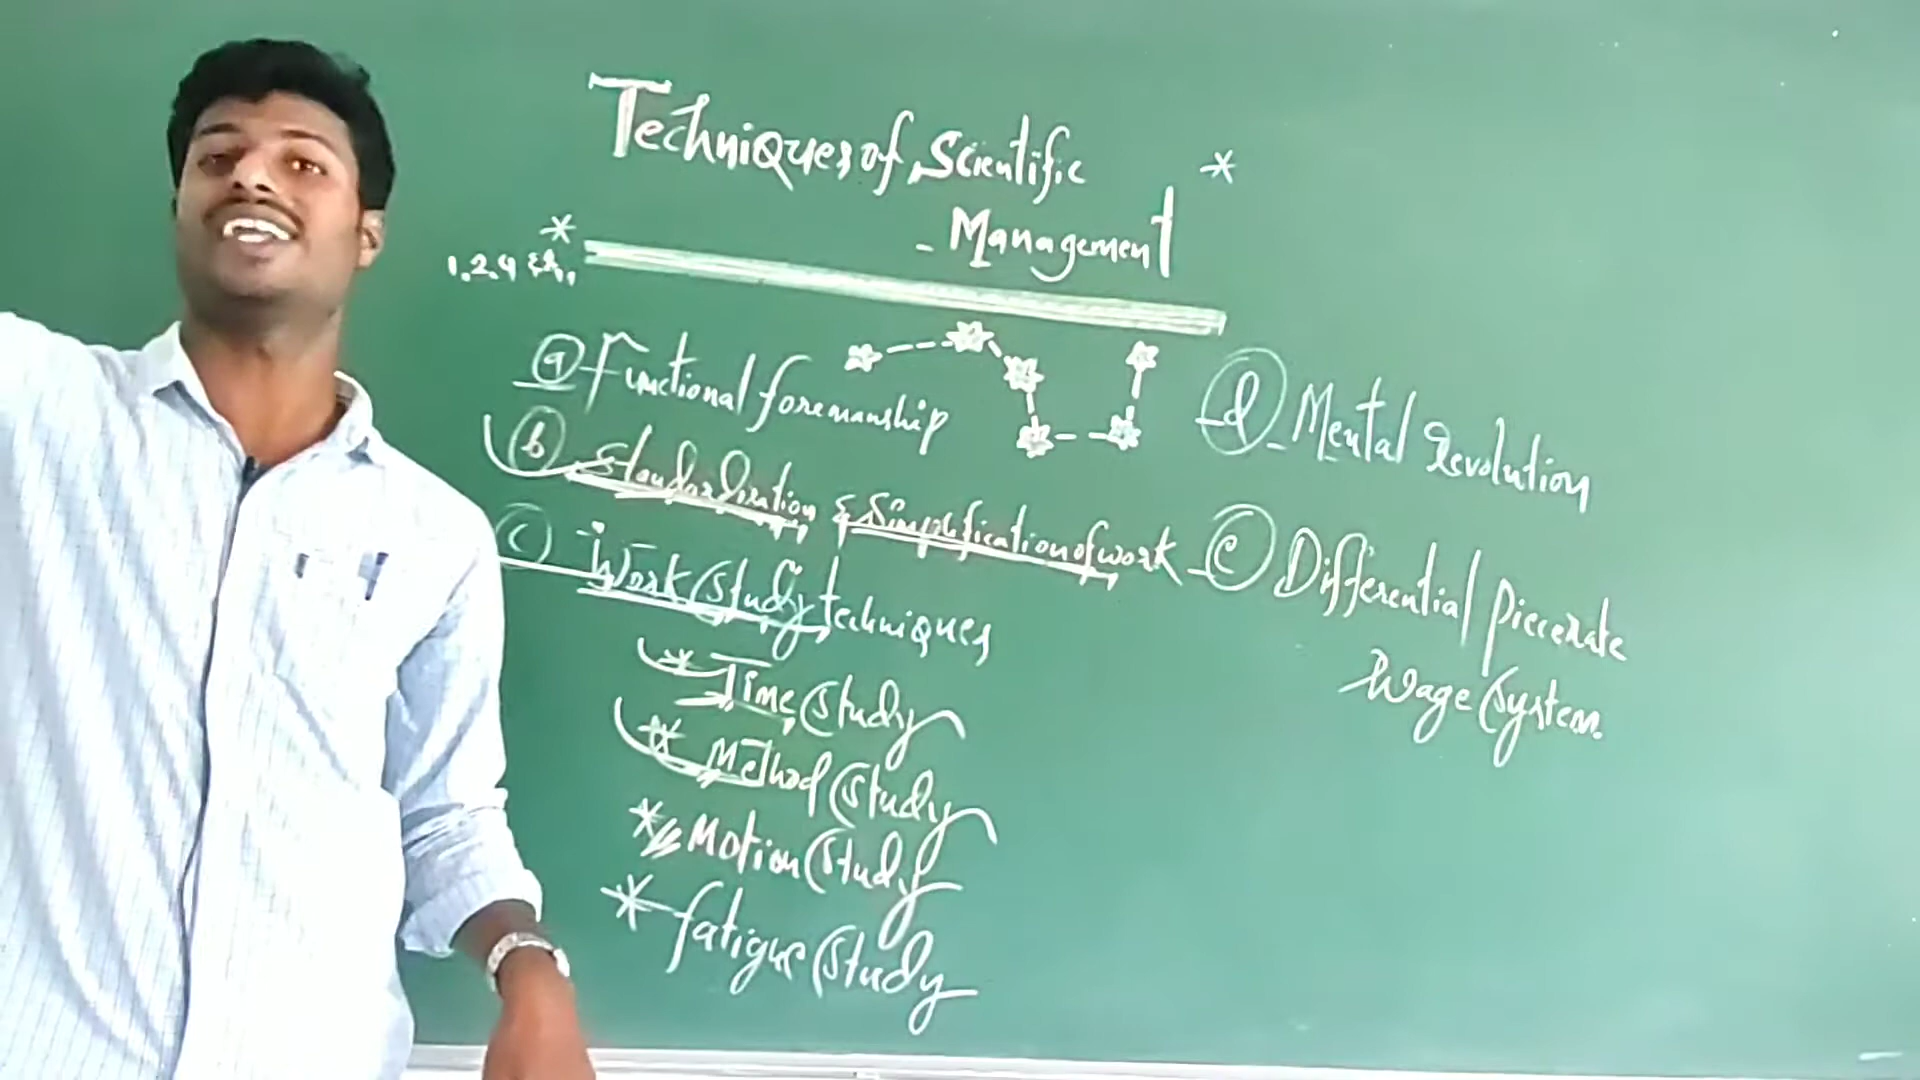 Techniques of Scientific
- Management
1.2.4
(a) Functional foremanship
(b) Standardization & Simplification of work
(c) Work Study techniques
* Time Study
* Method Study
* Motion Study
* fatigue Study
(d) Mental Revolution
(e) Differential piecerate
Wage System.